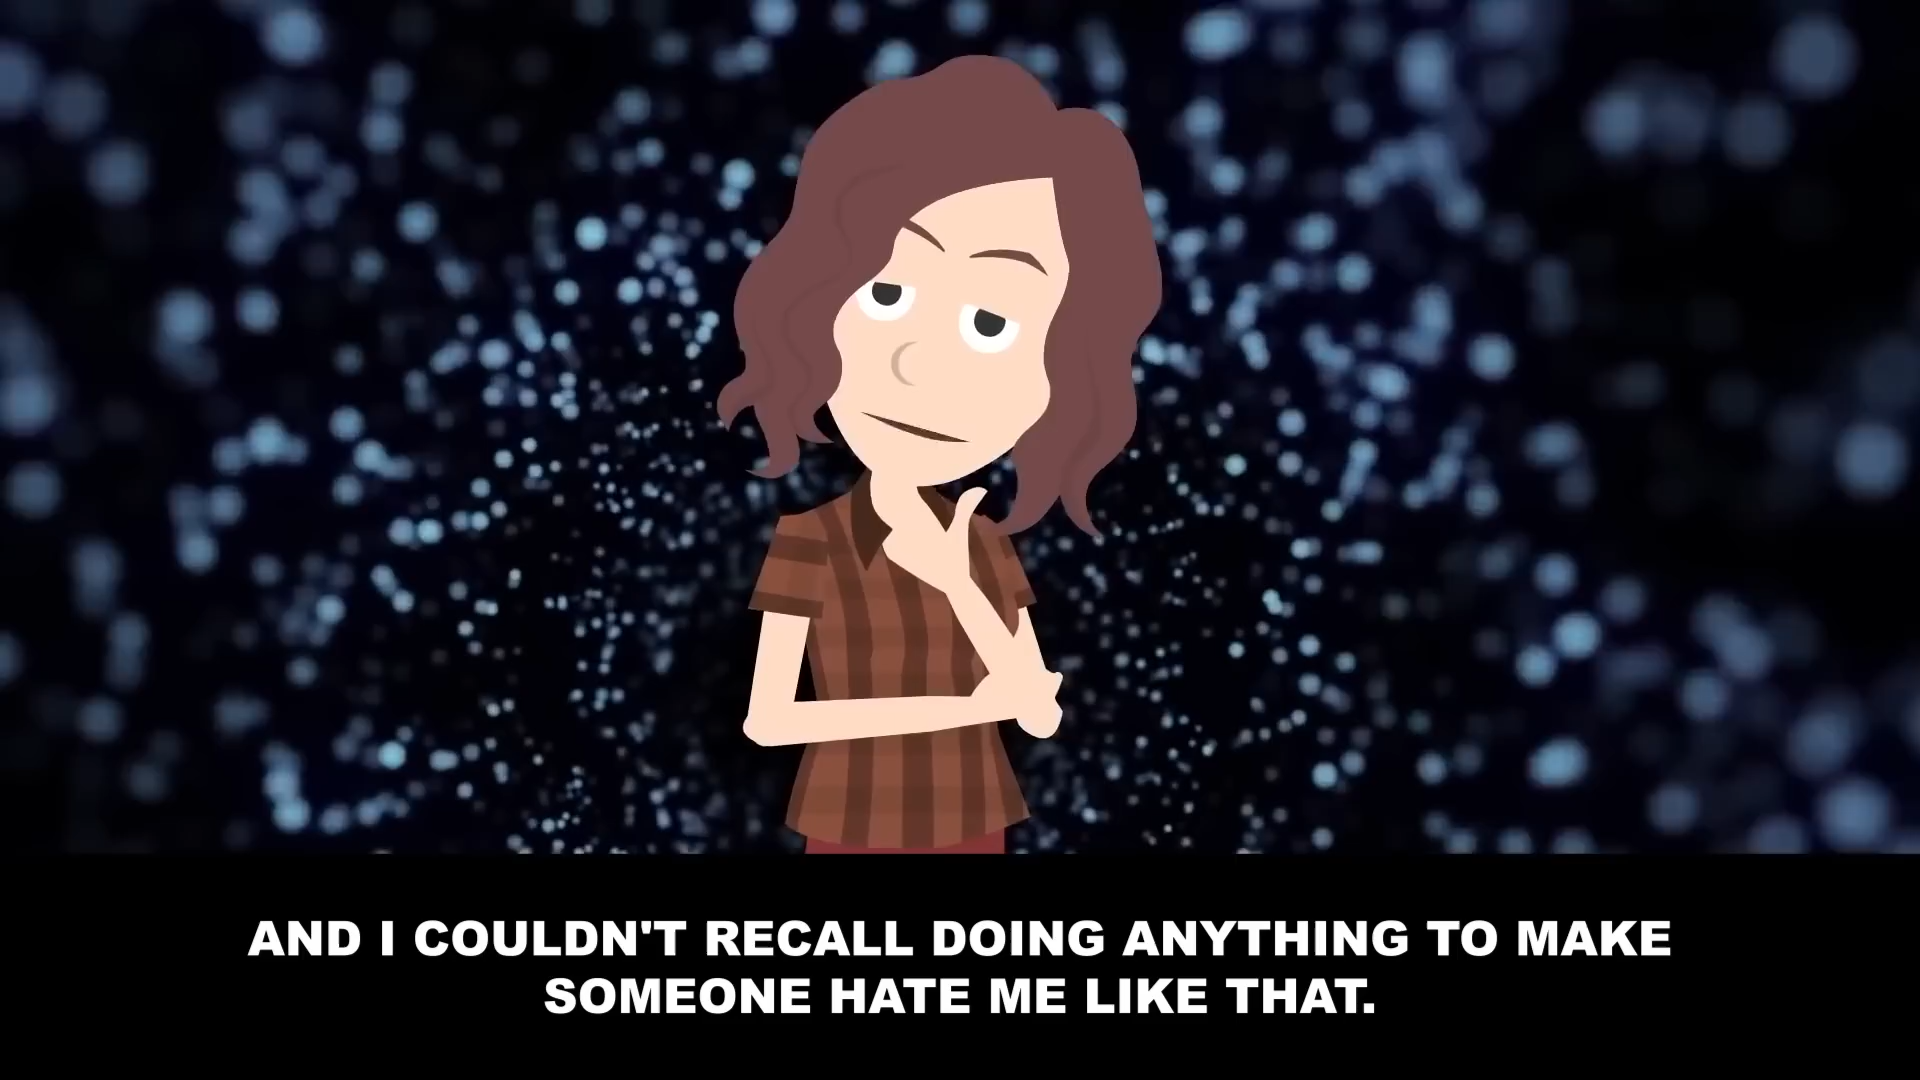 AND I COULDN'T RECALL DOING ANYTHING TO MAKE
SOMEONE HATE ME LIKE THAT.